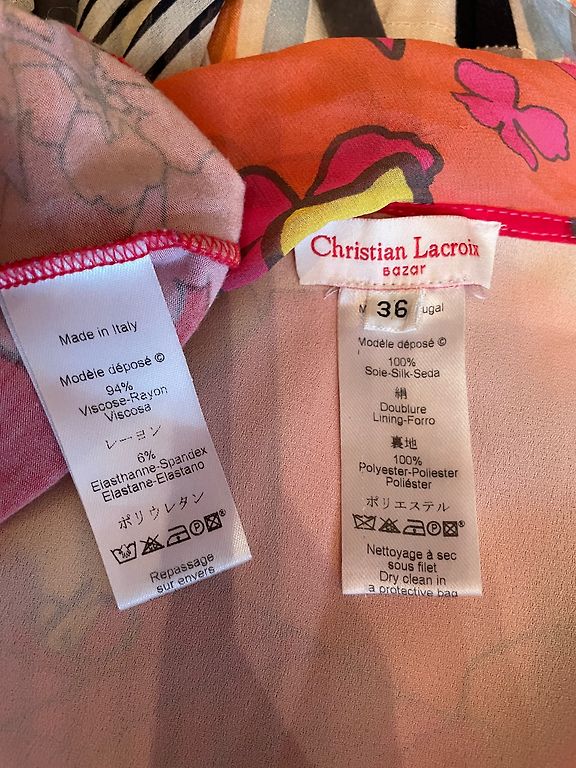 Made in Italy
Modèle déposé ©
94%
Viscose-Rayon
Viscosa
レーヨン
6%
Elasthanne-Spandex
Elastane-Elastano
ポリウレタン
Repassage
sur envers
Christian Lacroix
Bazar
36 ugal
Modèle déposé ©
100%
Soie-Silk-Seda
絹
Doublure
Lining-Forro
裏地
100%
Polyester-Poliester
Poliéster
ポリエステル
Nettoyage à sec
sous filet
Dry clean in
a protective bag